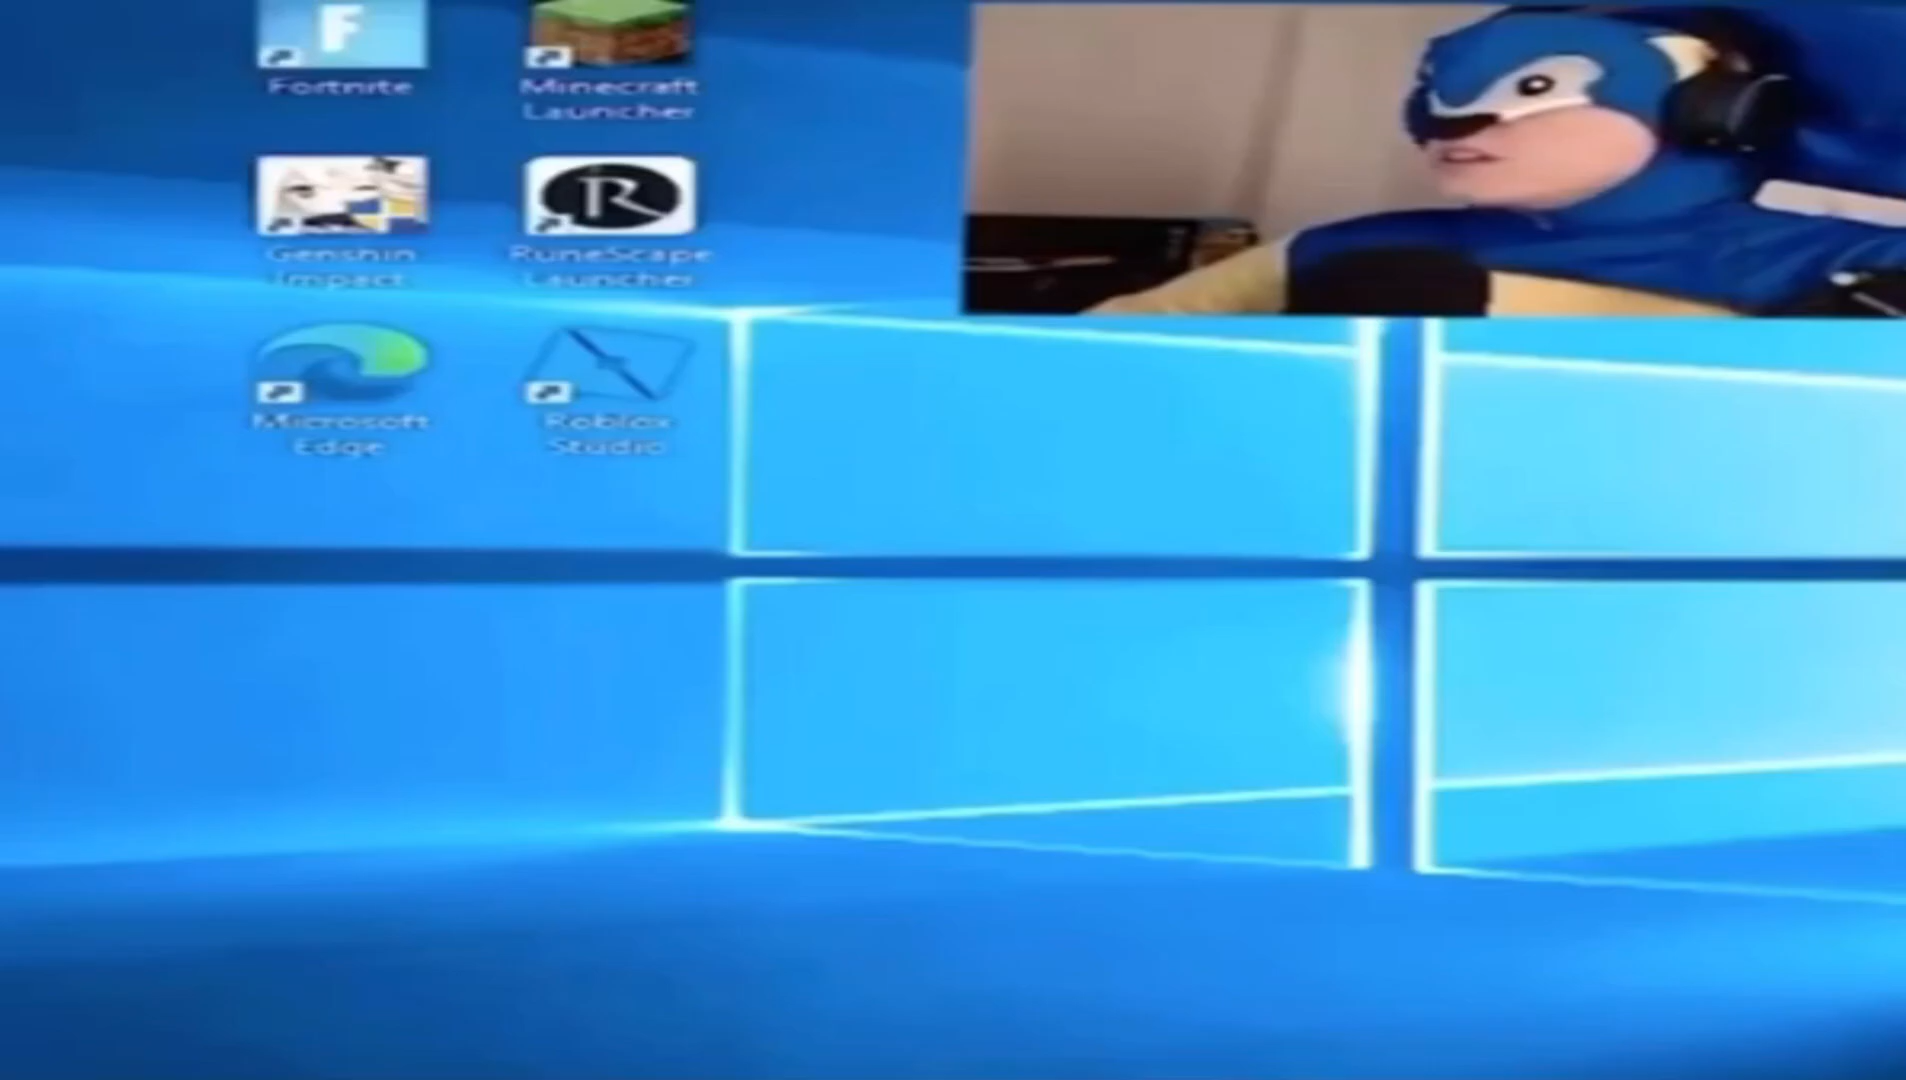 Fortnite
Minecraft
Launcher
Genshin
Impact
RuneScape
Launcher
Microsoft
Edge
Roblox
Studio